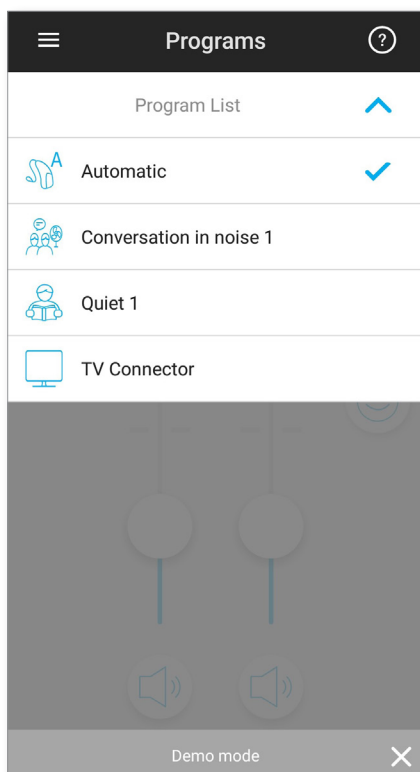 Programs
?
Program List
A
Automatic
Conversation in noise 1
Quiet 1
TV Connector
Demo mode